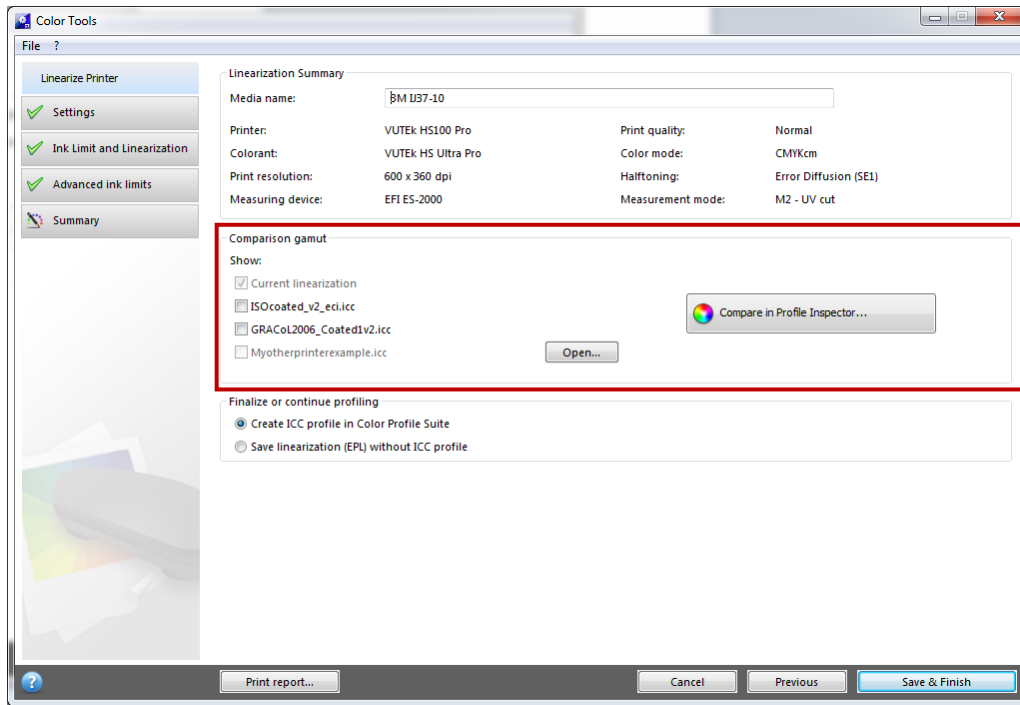 Color Tools
File ?
Linearize Printer
Settings
Ink Limit and Linearization
Advanced ink limits
Summary
Linearization Summary
Media name: 3M IJ37-10
Printer: VUTEk HS100 Pro Print quality: Normal
Colorant: VUTEk HS Ultra Pro Color mode: CMYKcm
Print resolution: 600 x 360 dpi Halftoning: Error Diffusion (SE1)
Measuring device: EFI ES-2000 Measurement mode: M2 - UV cut
Comparison gamut
Show:
Current linearization
ISOcoated_v2_eci.icc
GRACoL2006_Coated1v2.icc
Compare in Profile Inspector...
Myotherprinterexample.icc Open...
Finalize or continue profiling
Create ICC profile in Color Profile Suite
Save linearization (EPL) without ICC profile
? Print report... Cancel Previous Save & Finish